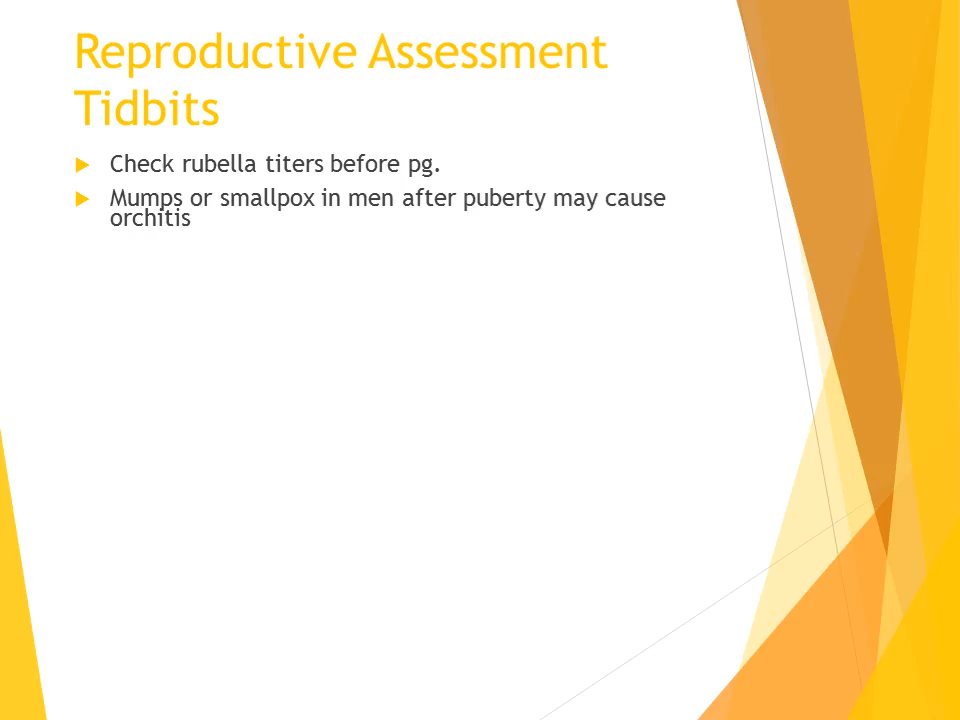 Reproductive Assessment
Tidbits
Check rubella titers before pg.
Mumps or smallpox in men after puberty may cause
orchitis